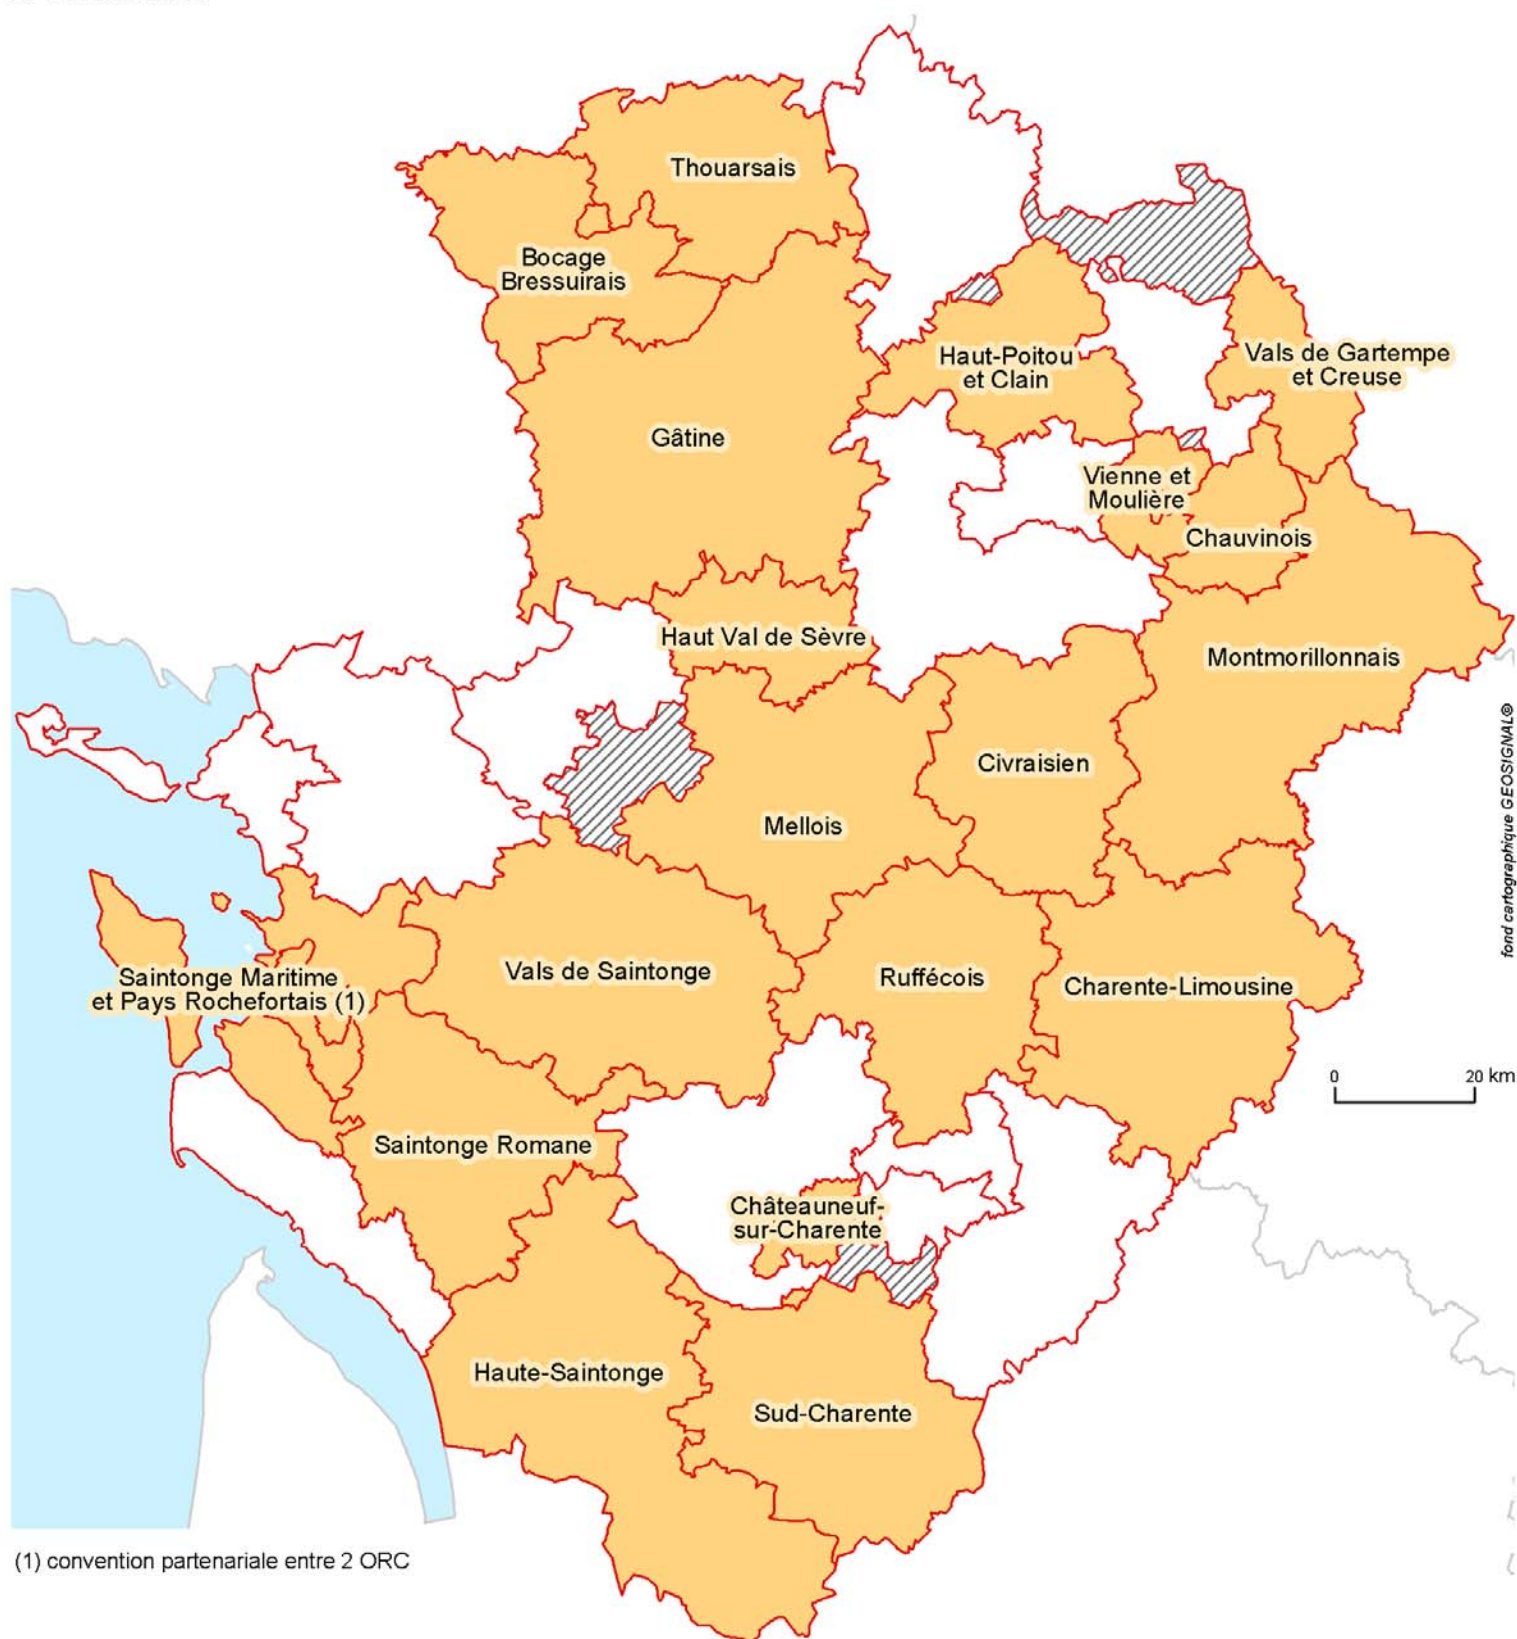 Thouarsais
Bocage
Bressuirais
Haut-Poitou
et Clain
Vals de Gartempe
et Creuse
Gâtine
Vienne et
Moulière
Chauvinois
Haut Val de Sèvre
Montmorillonnais
Civraisien
Mellois
fond cartographique GEOSIGNAL®
Saintonge Maritime
et Pays Rochefortais (1)
Vals de Saintonge
Ruffécois
Charente-Limousine
0 20 km
Saintonge Romane
Châteauneuf-
sur-Charente
Haute-Saintonge
Sud-Charente
(1) convention partenariale entre 2 ORC